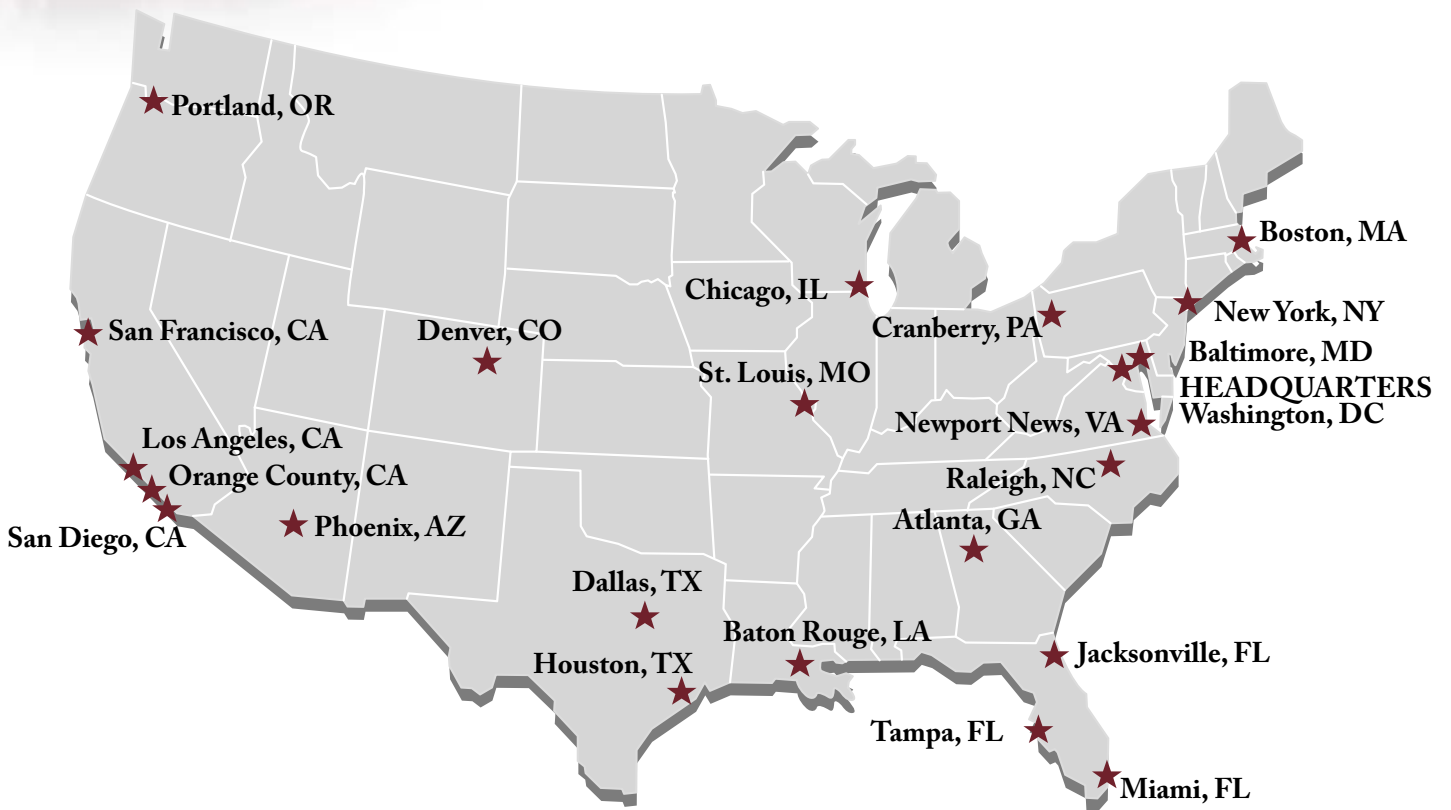 Portland, OR
Boston, MA
Chicago, IL
New York, NY
Cranberry, PA
San Francisco, CA
Denver, CO
Baltimore, MD
St. Louis, MO
HEADQUARTERS
Washington, DC
Newport News, VA
Los Angeles, CA
Orange County, CA
Raleigh, NC
Atlanta, GA
Phoenix, AZ
San Diego, CA
Dallas, TX
Baton Rouge, LA
Jacksonville, FL
Houston, TX
Tampa, FL
Miami, FL